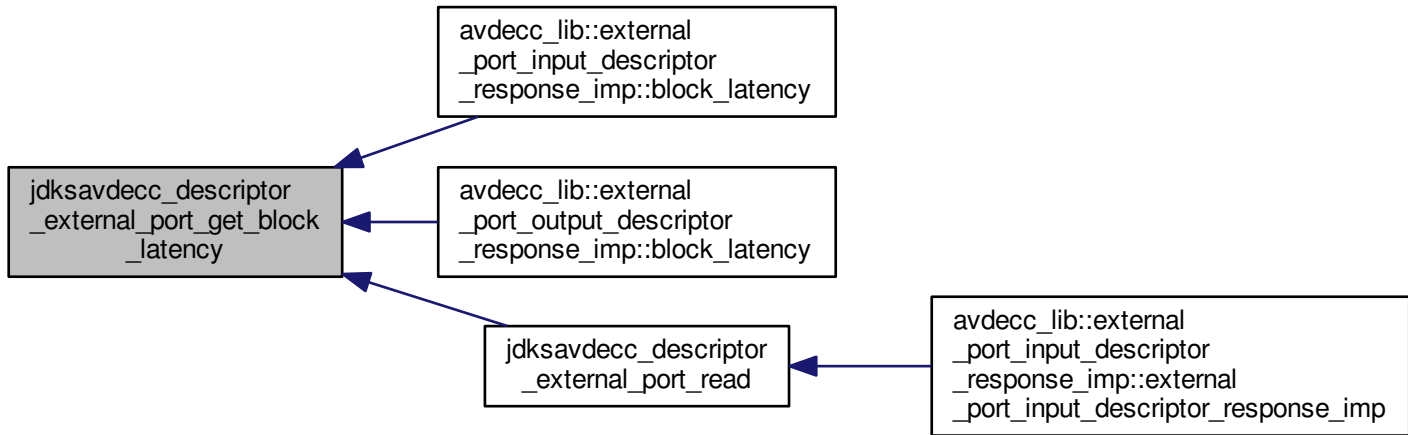 avdecc_lib::external
_port_input_descriptor
_response_imp::block_latency
jdksavdecc_descriptor
_external_port_get_block
_latency
avdecc_lib::external
_port_output_descriptor
_response_imp::block_latency
jdksavdecc_descriptor
_external_port_read
avdecc_lib::external
_port_input_descriptor
_response_imp::external
_port_input_descriptor_response_imp